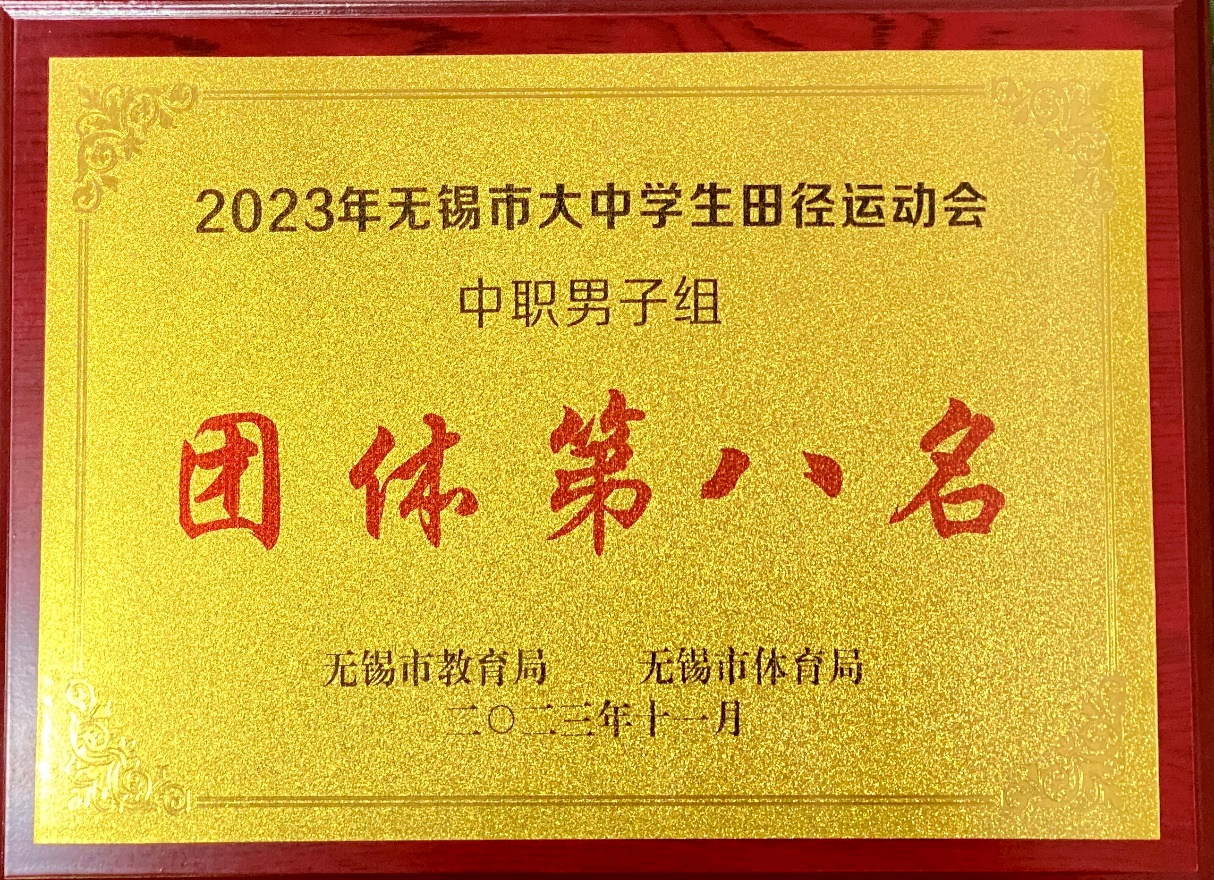 2023年无锡市大中学生田径运动会
中职男子组
团体第八名
无锡市教育局 无锡市体育局
二〇二三年十一月